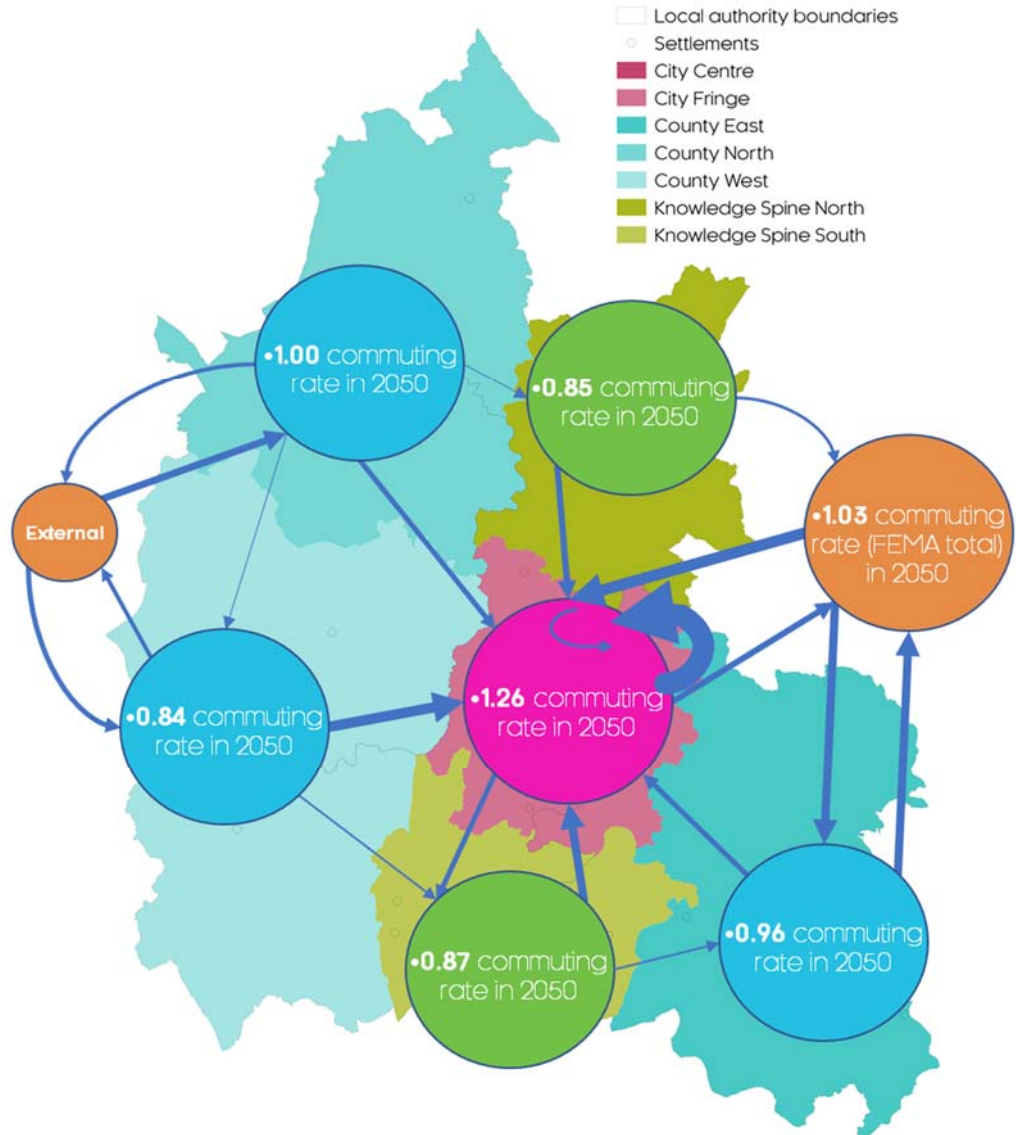 Local authority boundaries
Settlements
City Centre
City Fringe
County East
County North
County West
Knowledge Spine North
Knowledge Spine South
•1.00 commuting
rate in 2050
•0.85 commuting
rate in 2050
External
•1.03 commuting
rate (FEMA total)
in 2050
•0.84 commuting
rate in 2050
•1.26 commuting
rate in 2050
•0.87 commuting
rate in 2050
•0.96 commuting
rate in 2050